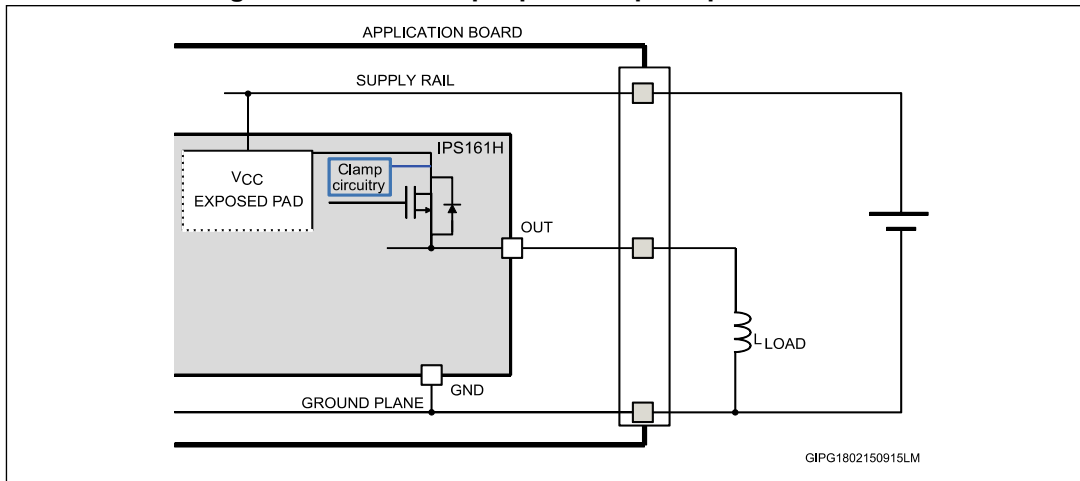 APPLICATION BOARD
SUPPLY RAIL
IPS161H
VCC
EXPOSED PAD
Clamp
circuitry
OUT
LLOAD
GND
GROUND PLANE
GIPG1802150915LM